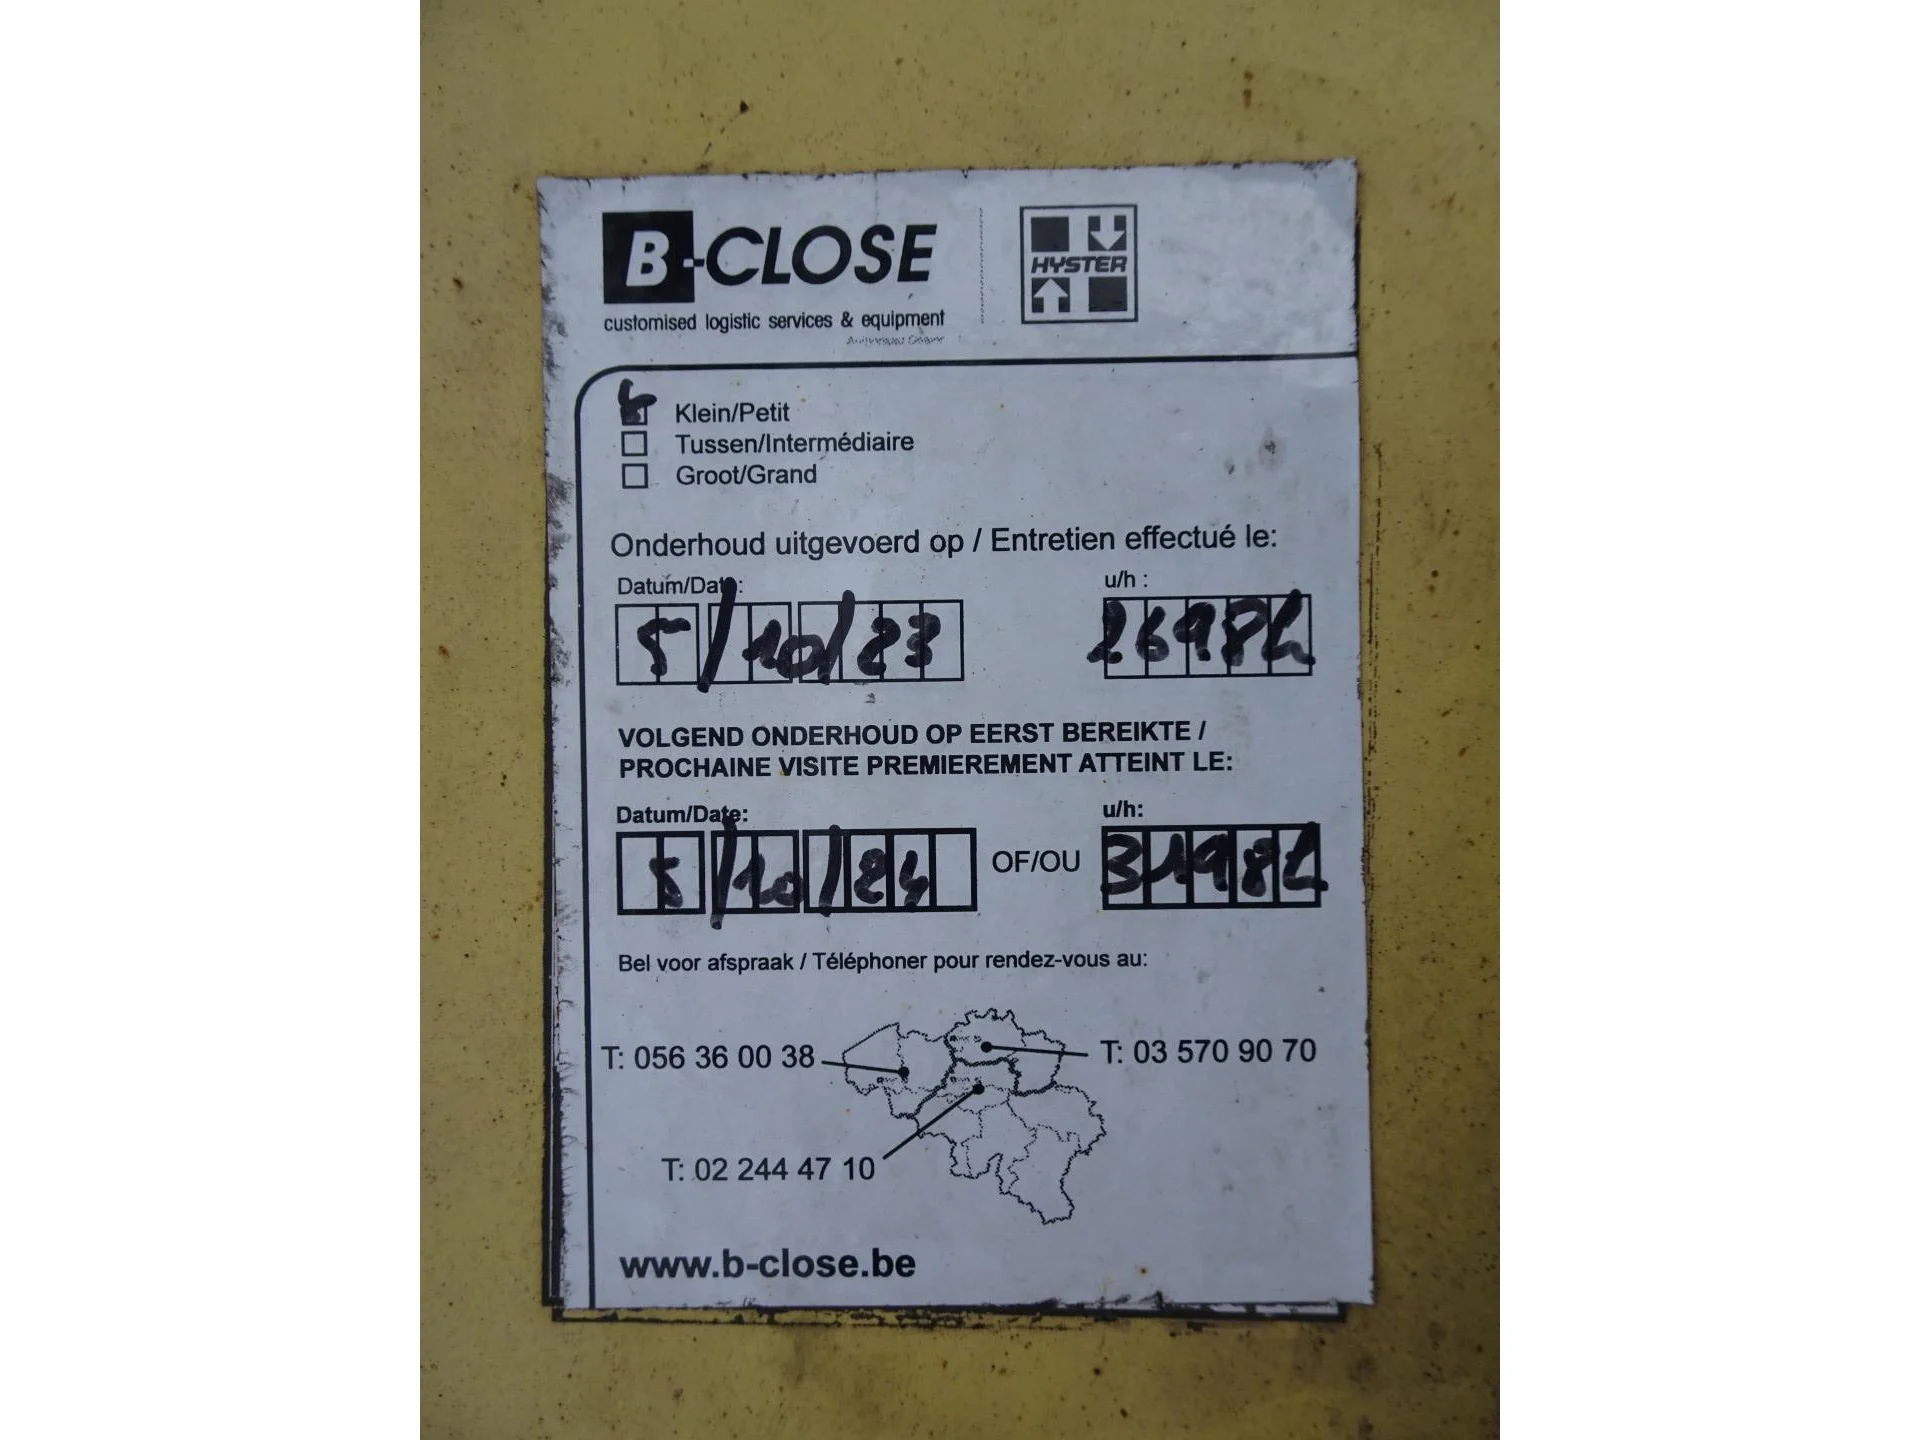 B-CLOSE
customised logistic services & equipment
HYSTER
Klein/Petit
Tussen/Intermédiaire
Groot/Grand
Onderhoud uitgevoerd op / Entretien effectué le:
Datum/Date: u/h :
5/10/23
VOLGEND ONDERHOUD OP EERST BEREIKTE /
PROCHAINE VISITE PREMIEREMENT ATTEINT LE:
Datum/Date: u/h:
5/10/24 OF/OU
Bel voor afspraak / Téléphoner pour rendez-vous au:
T: 056 36 00 38 T: 03 570 90 70
T: 02 244 47 10
www.b-close.be